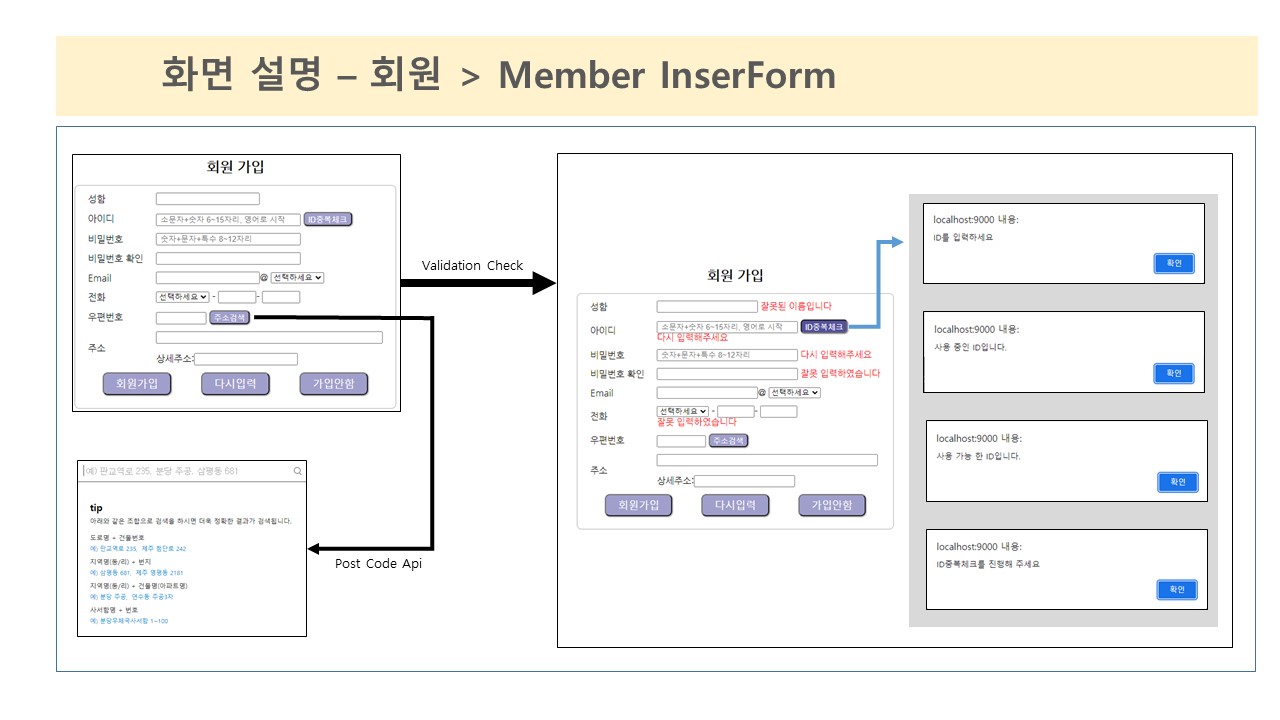 화면 설명 – 회원 > Member InserForm
회원 가입
성함
아이디 소문자+숫자 6~15자리, 영어로 시작 ID중복체크
비밀번호 숫자+문자+특수 8~12자리
비밀번호 확인
Email @ 선택하세요
전화 선택하세요 - -
우편번호 주소검색
주소
상세주소:
회원가입 다시입력 가입안함
Validation Check
예) 판교역로 235, 분당 주공, 삼평동 681
tip
아래와 같은 조합으로 검색을 하시면 더욱 정확한 결과가 검색됩니다.
도로명 + 건물번호
예) 판교역로 235, 제주 첨단로 242
지역명(동/리) + 번지
예) 삼평동 681, 제주 영평동 2181
지역명(동/리) + 건물명(아파트명)
예) 분당 주공, 연수동 주공3차
사서함명 + 번호
예) 분당우체국사서함 1~100
Post Code Api
회원 가입
성함 잘못된 이름입니다
아이디 소문자+숫자 6~15자리, 영어로 시작 ID중복체크
다시 입력해주세요
비밀번호 숫자+문자+특수 8~12자리 다시 입력해주세요
비밀번호 확인 잘못 입력하였습니다
Email @ 선택하세요
전화 선택하세요 - -
잘못 입력하였습니다
우편번호 주소검색
주소
상세주소:
회원가입 다시입력 가입안함
localhost:9000 내용:
ID를 입력하세요
확인
localhost:9000 내용:
사용 중인 ID입니다.
확인
localhost:9000 내용:
사용 가능 한 ID입니다.
확인
localhost:9000 내용:
ID중복체크를 진행해 주세요
확인